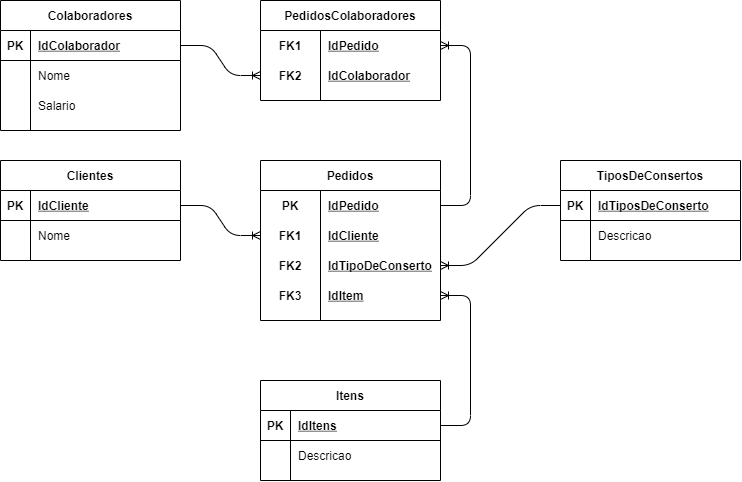 Colaboradores
PK IdColaborador
Nome
Salario
PedidosColaboradores
FK1 IdPedido
FK2 IdColaborador
Clientes
PK IdCliente
Nome
Pedidos
PK IdPedido
FK1 IdCliente
FK2 IdTipoDeConserto
FK3 IdItem
TiposDeConsertos
PK IdTiposDeConserto
Descricao
Itens
PK IdItens
Descricao